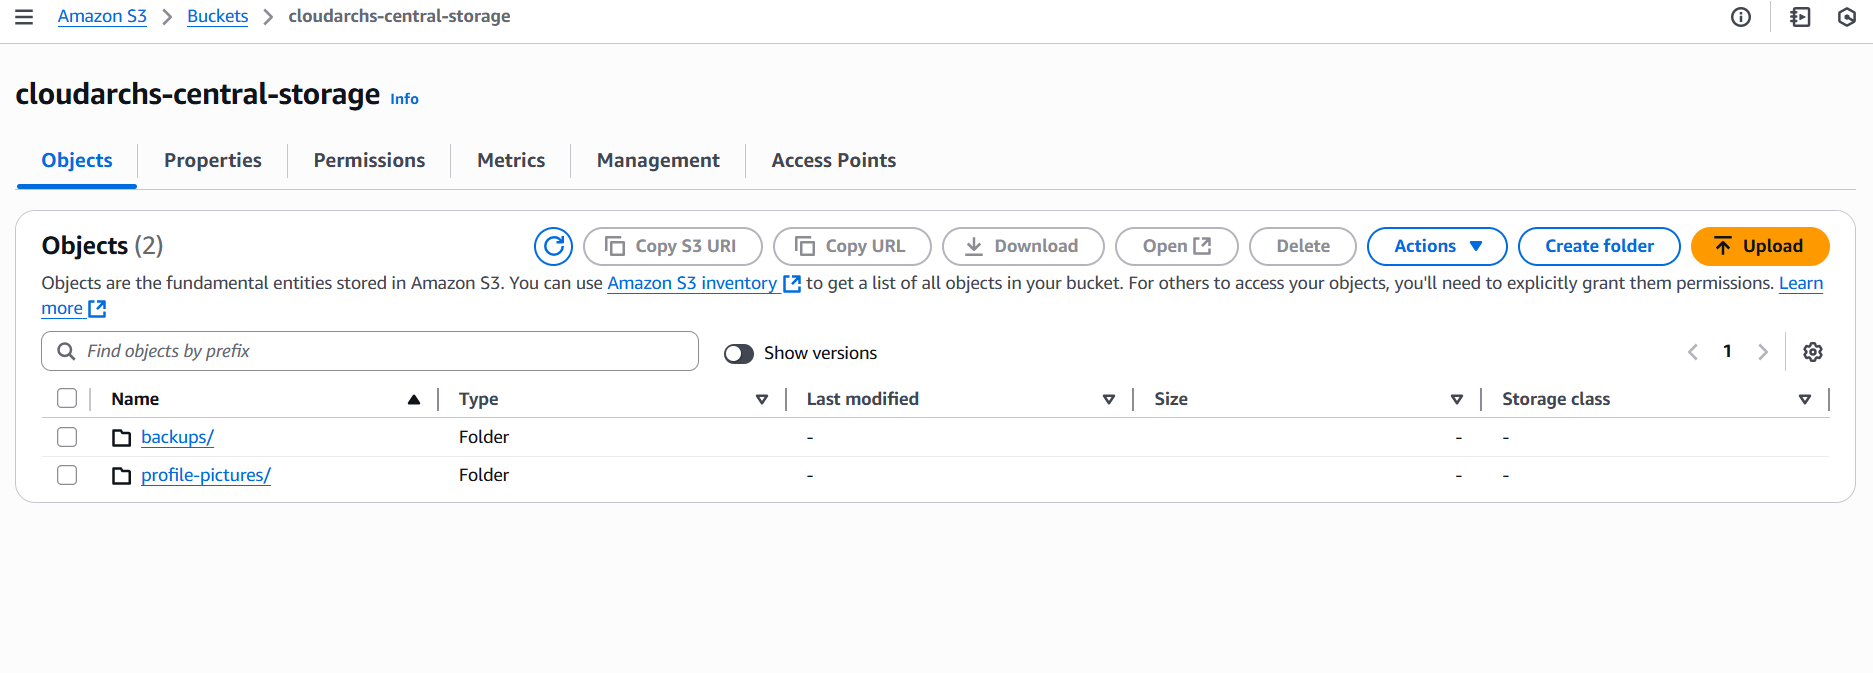 Amazon S3 > Buckets > cloudarchs-central-storage
cloudarchs-central-storage Info
Objects Properties Permissions Metrics Management Access Points
Objects (2) Copy S3 URI Copy URL Download Open Delete Actions Create folder Upload
Objects are the fundamental entities stored in Amazon S3. You can use Amazon S3 inventory to get a list of all objects in your bucket. For others to access your objects, you'll need to explicitly grant them permissions. Learn
more
Find objects by prefix Show versions 1
Name Type Last modified Size Storage class
backups/ Folder - - -
profile-pictures/ Folder - - -